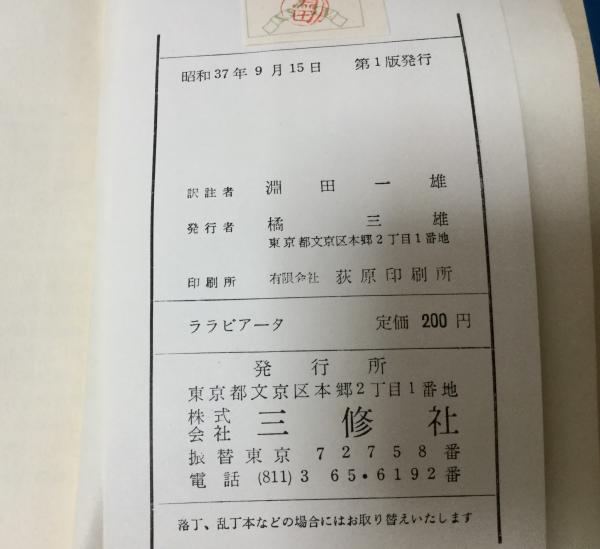 昭和37年9月15日 第1版発行
訳註者 淵田一雄
発行者 橘三雄
東京都文京区本郷2丁目1番地
印刷所 有限会社 荻原印刷所
ララビアータ 定価 200円
発行所
東京都文京区本郷2丁目1番地
株式会社 三修社
振替東京 72758番
電話 (811) 3 65・6192番
落丁、乱丁本などの場合にはお取り替えいたします